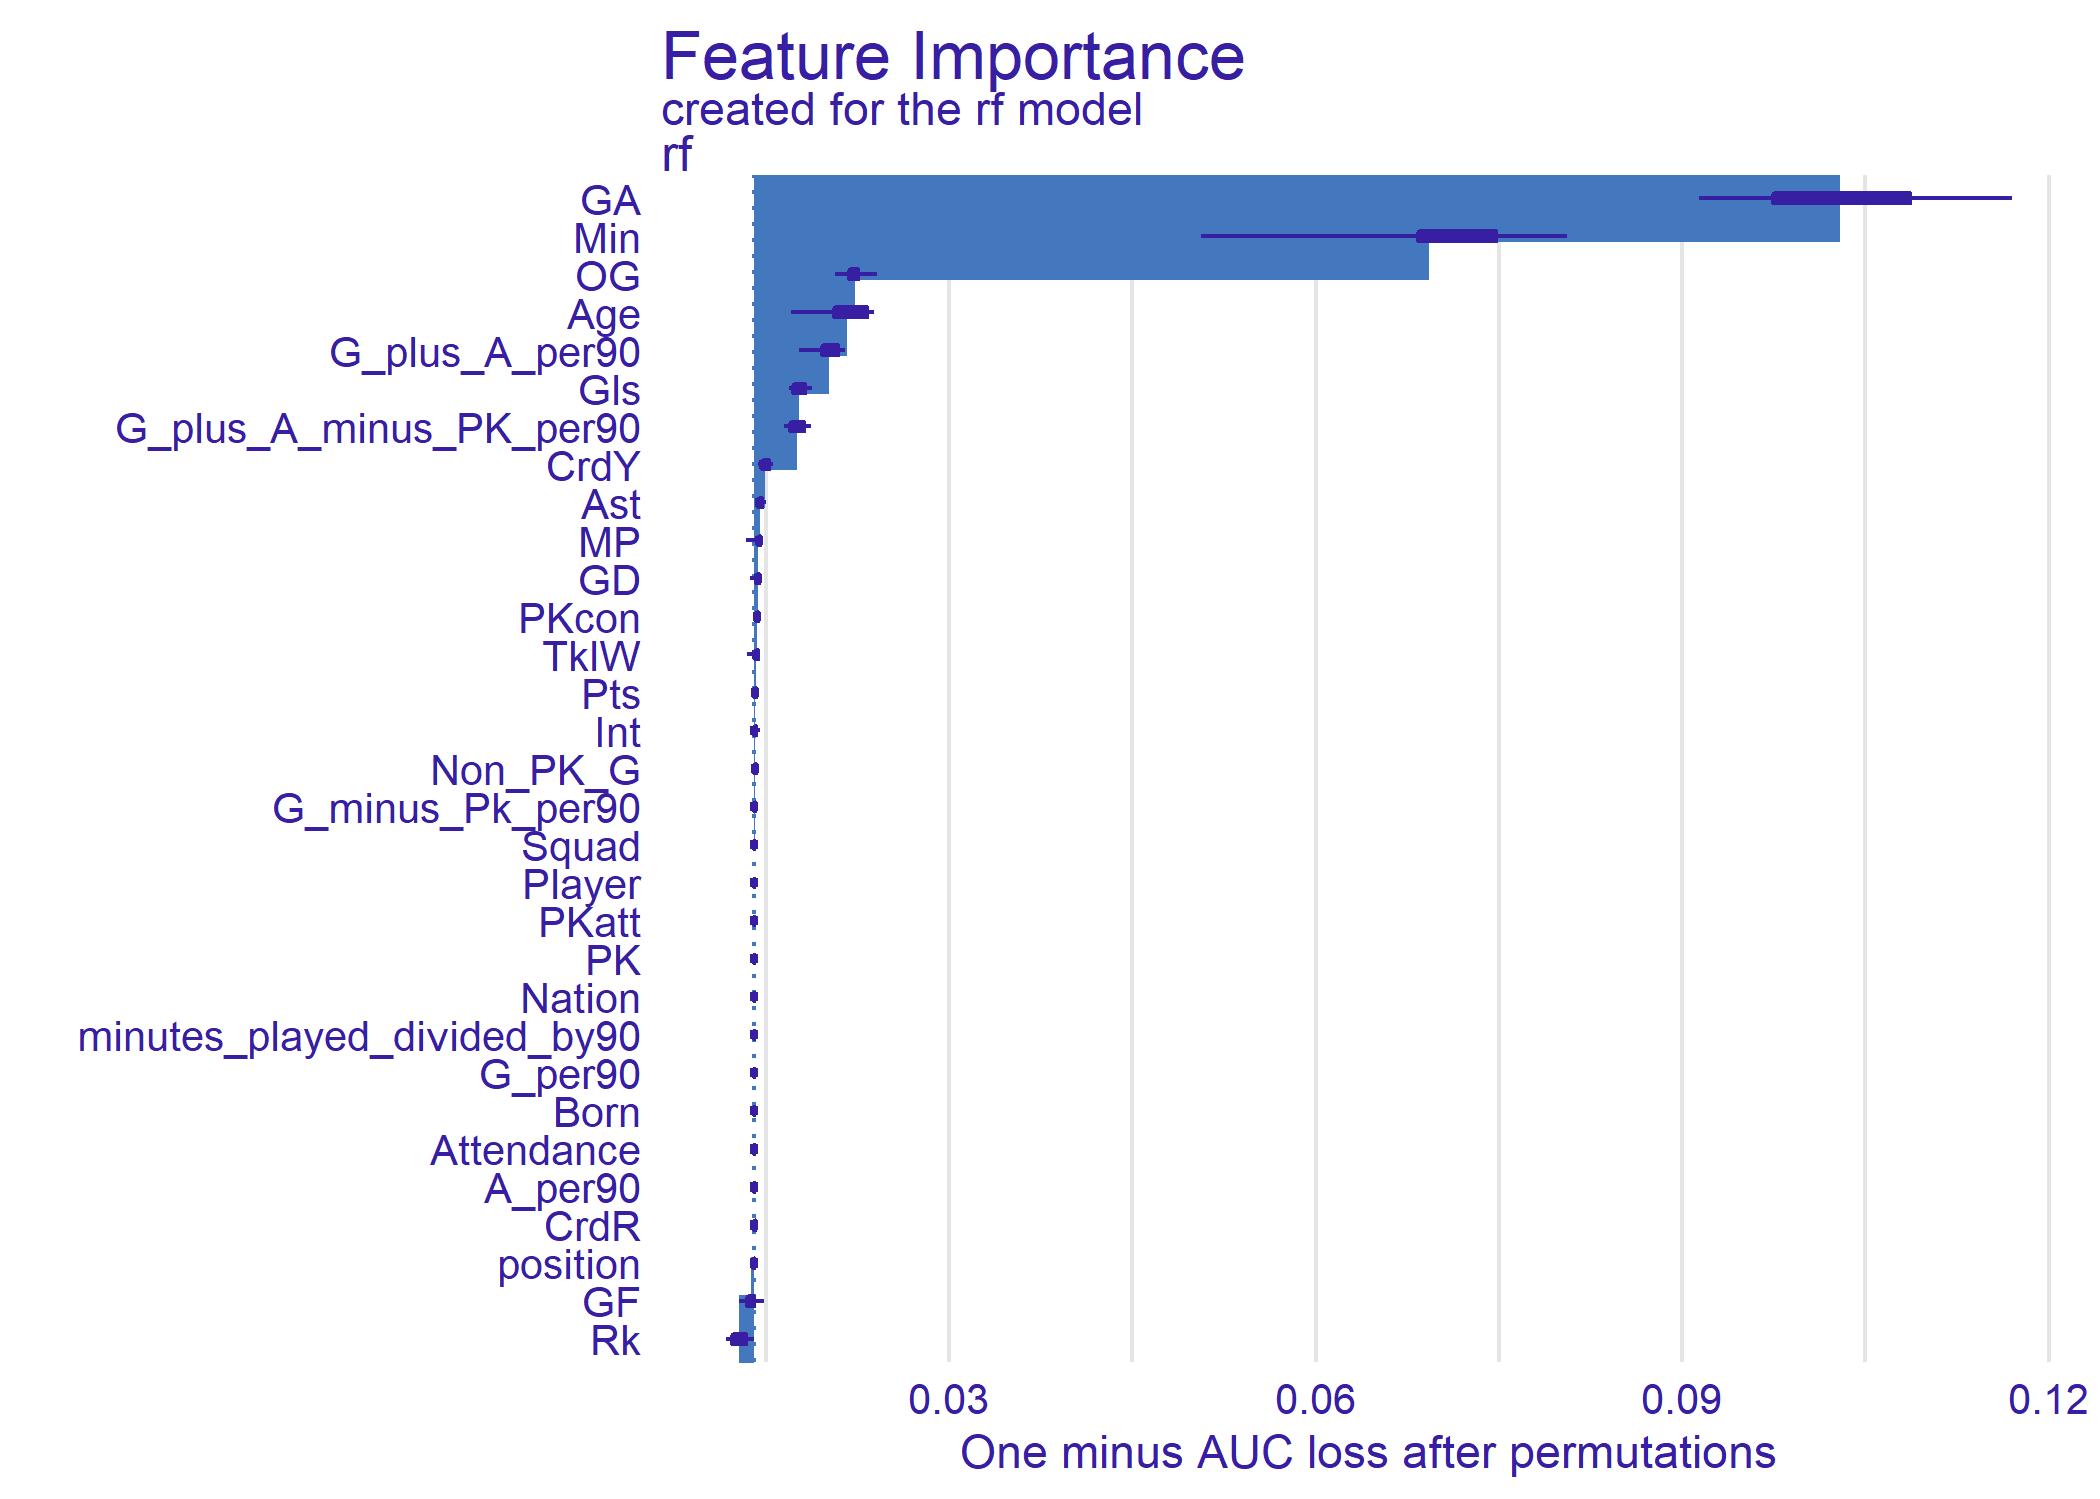 Feature Importance
created for the rf model
rf
GA
Min
OG
Age
G_plus_A_per90
Gls
G_plus_A_minus_PK_per90
CrdY
Ast
MP
GD
PKcon
TklW
Pts
Int
Non_PK_G
G_minus_Pk_per90
Squad
Player
PKatt
PK
Nation
minutes_played_divided_by90
G_per90
Born
Attendance
A_per90
CrdR
position
GF
Rk
0.03 0.06 0.09 0.12
One minus AUC loss after permutations